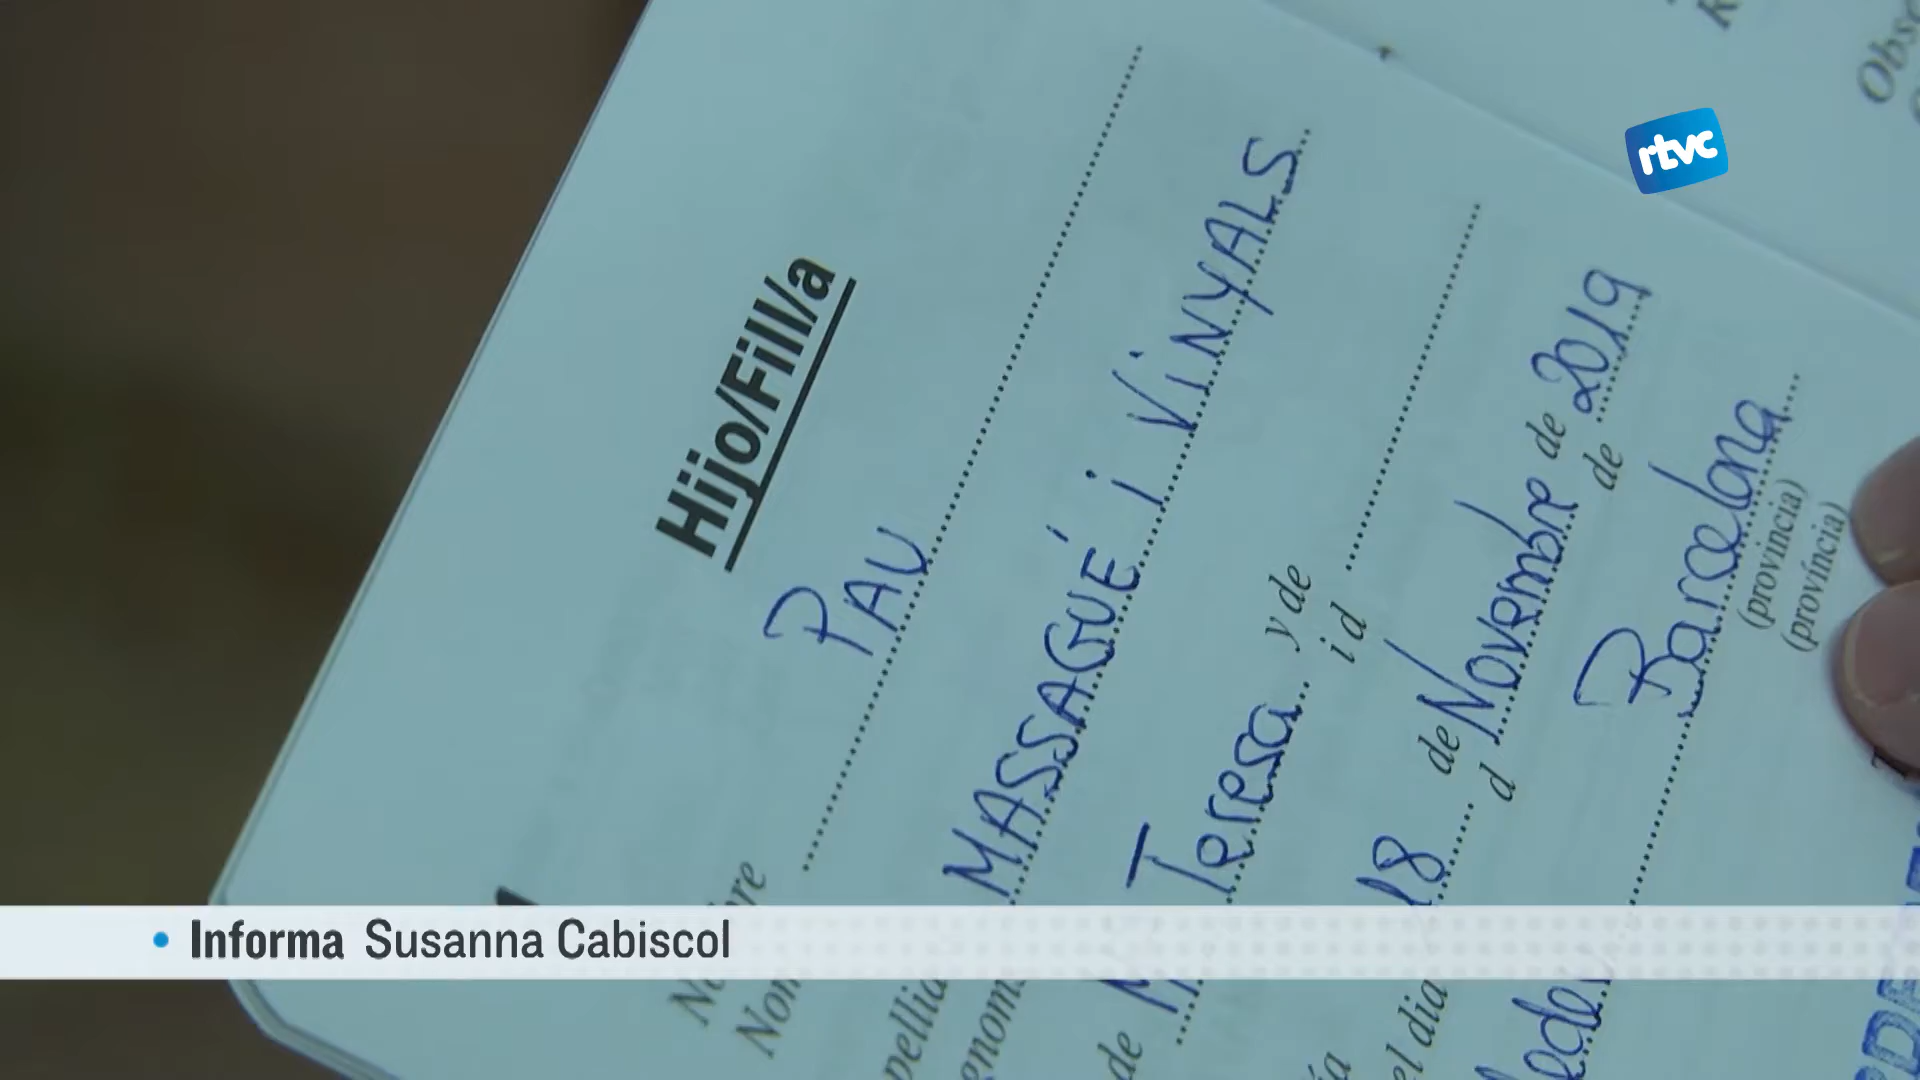 rtvc
Hijo/Fill/a
PAU
MASSAGUÉ i ViNYALS
Teresa y de
i d
18 de Novembre de 2019
d de
Barcelona
(provincia)
(província)
Informa Susanna Cabiscol